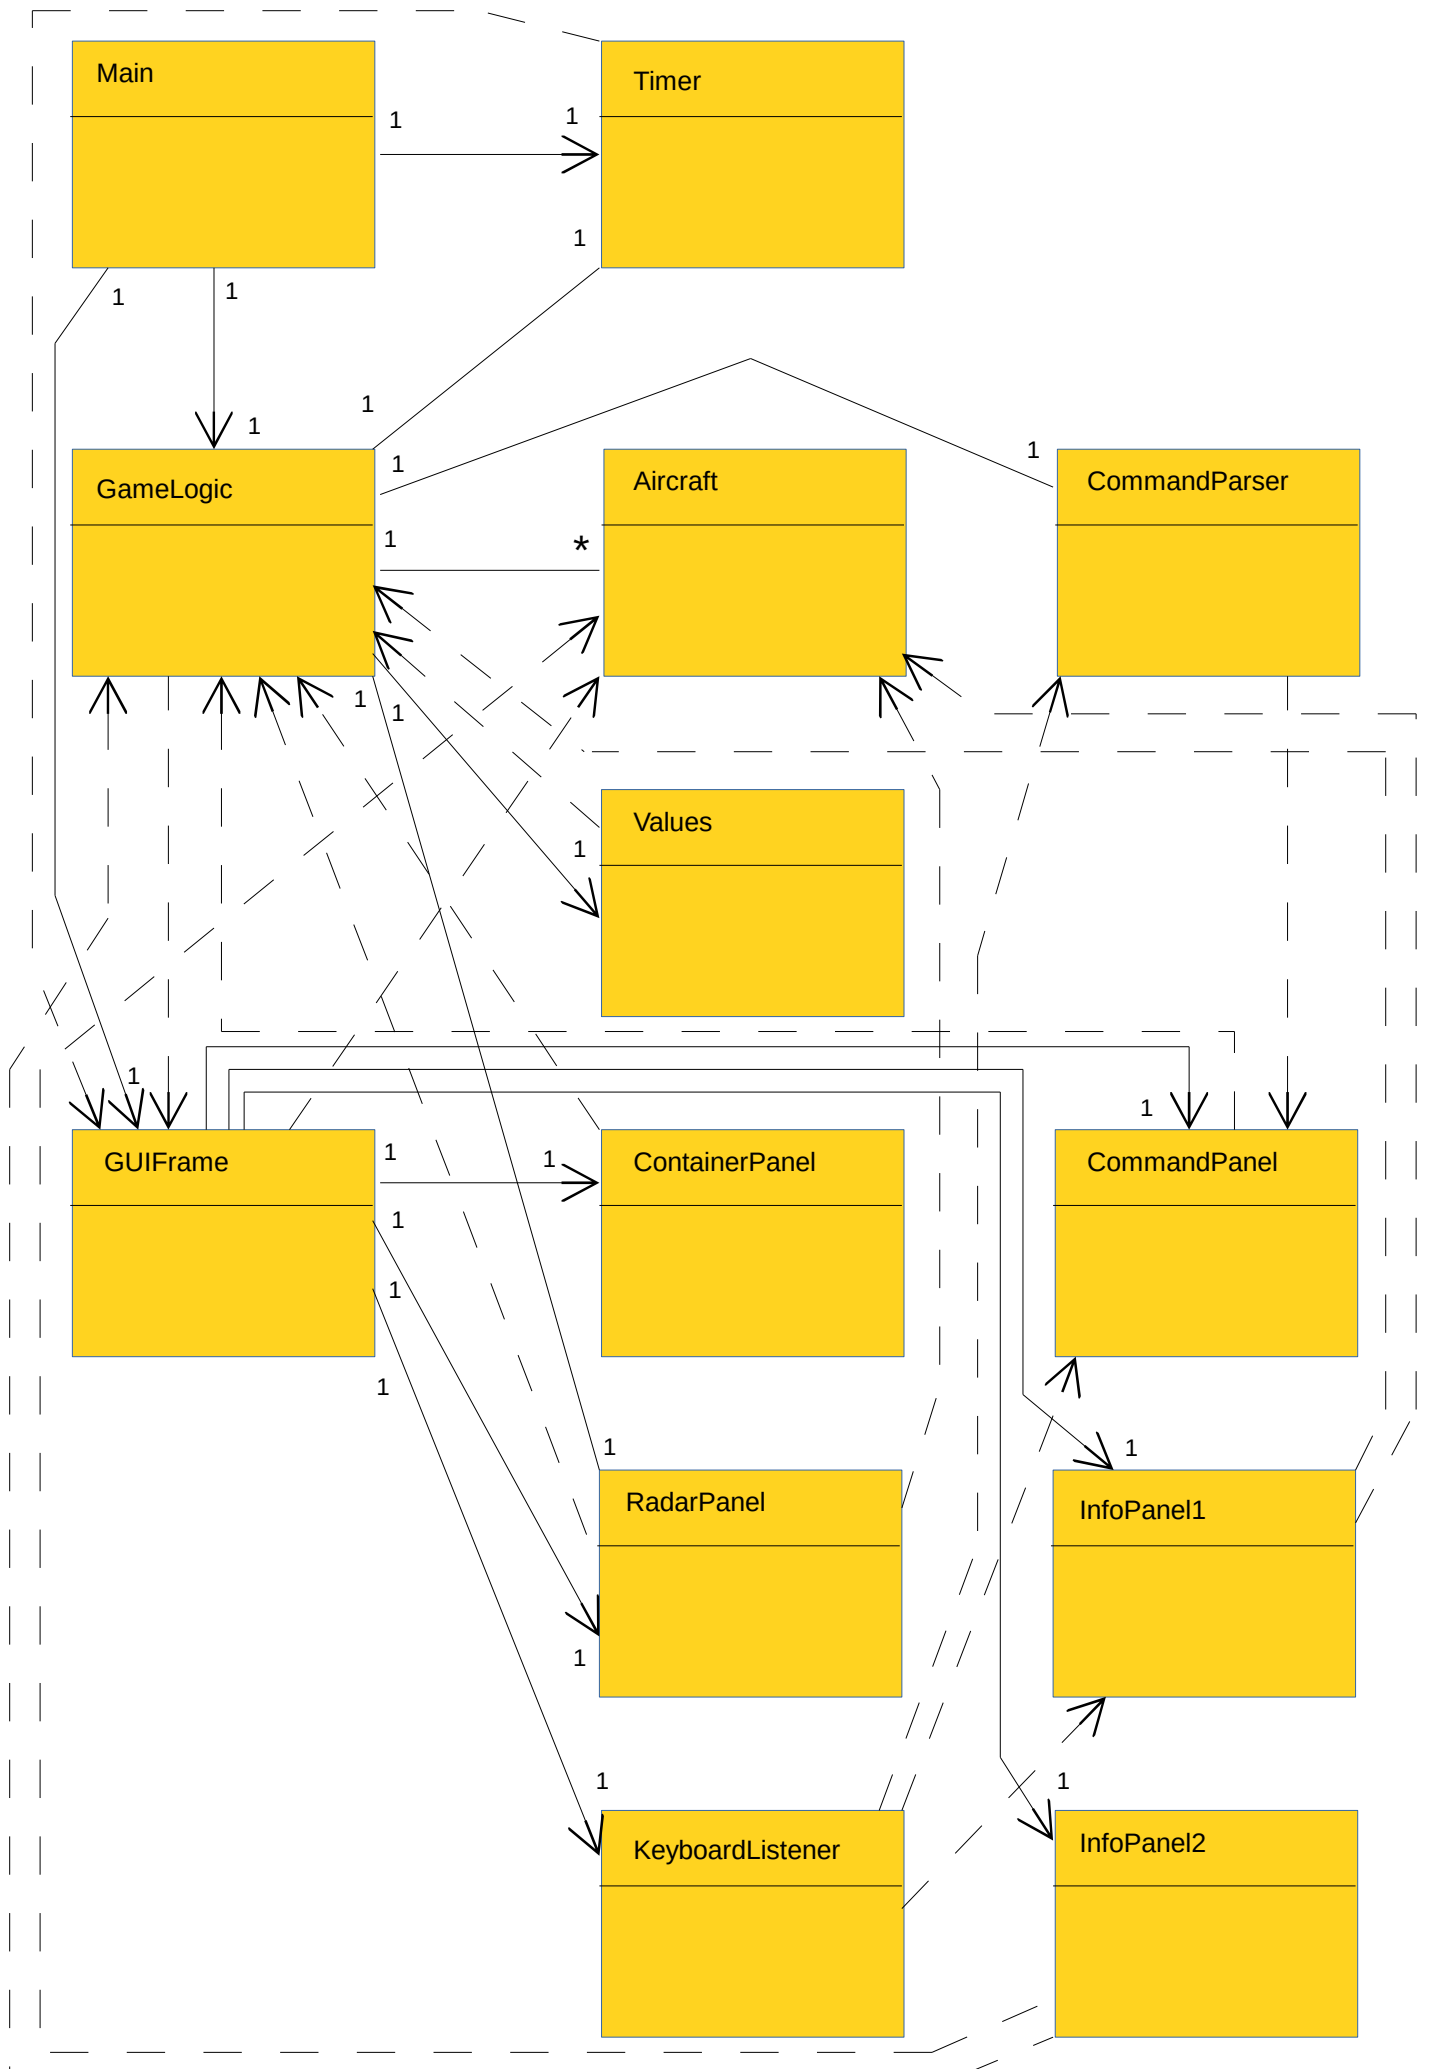 Main
Timer
1
1
1
1
1
1
1
1
1
GameLogic
Aircraft
CommandParser
1
*
1
1
Values
1
1
1
GUIFrame
1
1
ContainerPanel
CommandPanel
1
1
1
1
1
RadarPanel
InfoPanel1
1
1
1
KeyboardListener
InfoPanel2